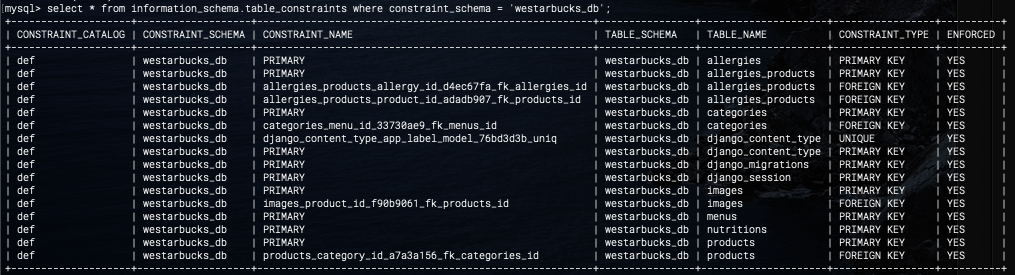 mysql> select * from information_schema.table_constraints where constraint_schema = 'westarbucks_db';
+--------------------+-------------------+------------------------------------------------------+--------------+---------------------+-----------------+----------+
| CONSTRAINT_CATALOG | CONSTRAINT_SCHEMA | CONSTRAINT_NAME | TABLE_SCHEMA | TABLE_NAME | CONSTRAINT_TYPE | ENFORCED |
+--------------------+-------------------+------------------------------------------------------+--------------+---------------------+-----------------+----------+
| def | westarbucks_db | PRIMARY | westarbucks_db | allergies | PRIMARY KEY | YES |
| def | westarbucks_db | PRIMARY | westarbucks_db | allergies_products | PRIMARY KEY | YES |
| def | westarbucks_db | allergies_products_allergy_id_d4ec67fa_fk_allergies_id | westarbucks_db | allergies_products | FOREIGN KEY | YES |
| def | westarbucks_db | allergies_products_product_id_adadb907_fk_products_id | westarbucks_db | allergies_products | FOREIGN KEY | YES |
| def | westarbucks_db | PRIMARY | westarbucks_db | categories | PRIMARY KEY | YES |
| def | westarbucks_db | categories_menu_id_33730ae9_fk_menus_id | westarbucks_db | categories | FOREIGN KEY | YES |
| def | westarbucks_db | django_content_type_app_label_model_76bd3d3b_uniq | westarbucks_db | django_content_type | UNIQUE | YES |
| def | westarbucks_db | PRIMARY | westarbucks_db | django_content_type | PRIMARY KEY | YES |
| def | westarbucks_db | PRIMARY | westarbucks_db | django_migrations | PRIMARY KEY | YES |
| def | westarbucks_db | PRIMARY | westarbucks_db | django_session | PRIMARY KEY | YES |
| def | westarbucks_db | PRIMARY | westarbucks_db | images | PRIMARY KEY | YES |
| def | westarbucks_db | images_product_id_f90b9061_fk_products_id | westarbucks_db | images | FOREIGN KEY | YES |
| def | westarbucks_db | PRIMARY | westarbucks_db | menus | PRIMARY KEY | YES |
| def | westarbucks_db | PRIMARY | westarbucks_db | nutritions | PRIMARY KEY | YES |
| def | westarbucks_db | PRIMARY | westarbucks_db | products | PRIMARY KEY | YES |
| def | westarbucks_db | products_category_id_a7a3a156_fk_categories_id | westarbucks_db | products | FOREIGN KEY | YES |
+--------------------+-------------------+------------------------------------------------------+--------------+---------------------+-----------------+----------+